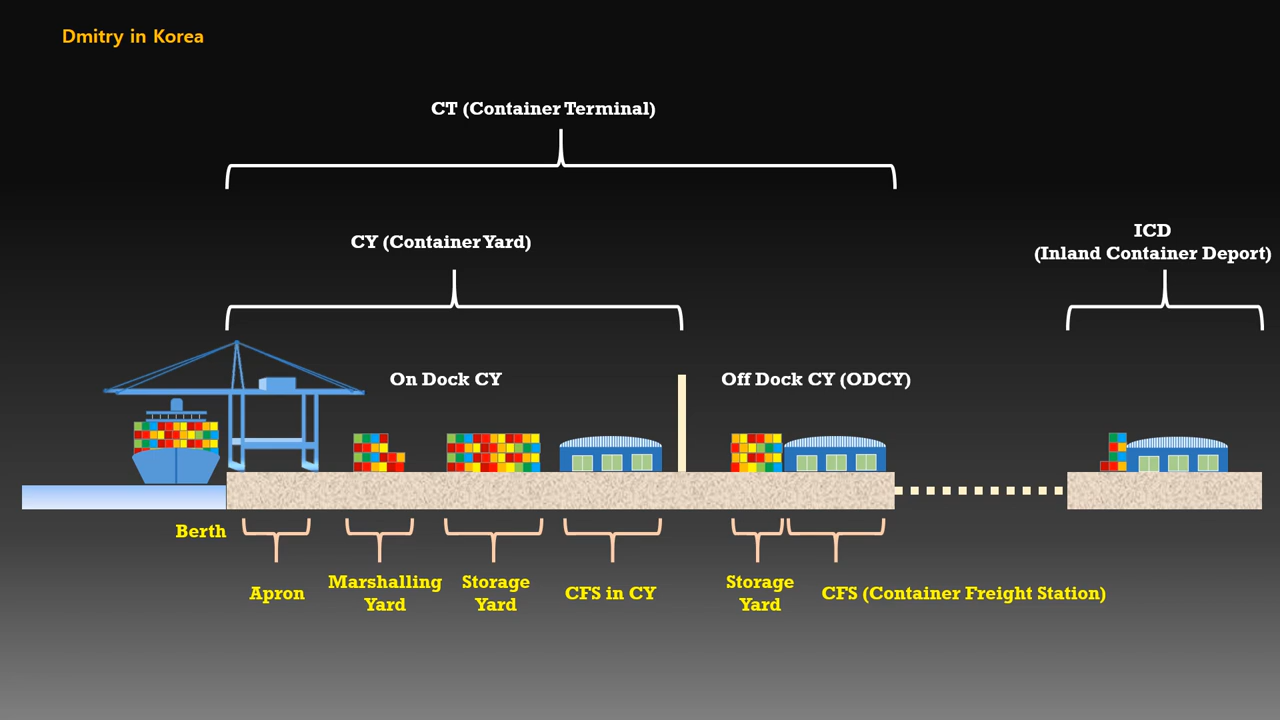 Dmitry in Korea
CT (Container Terminal)
CY (Container Yard)
ICD
(Inland Container Deport)
On Dock CY
Off Dock CY (ODCY)
Berth
Apron
Marshalling
Yard
Storage
Yard
CFS in CY
Storage
Yard
CFS (Container Freight Station)